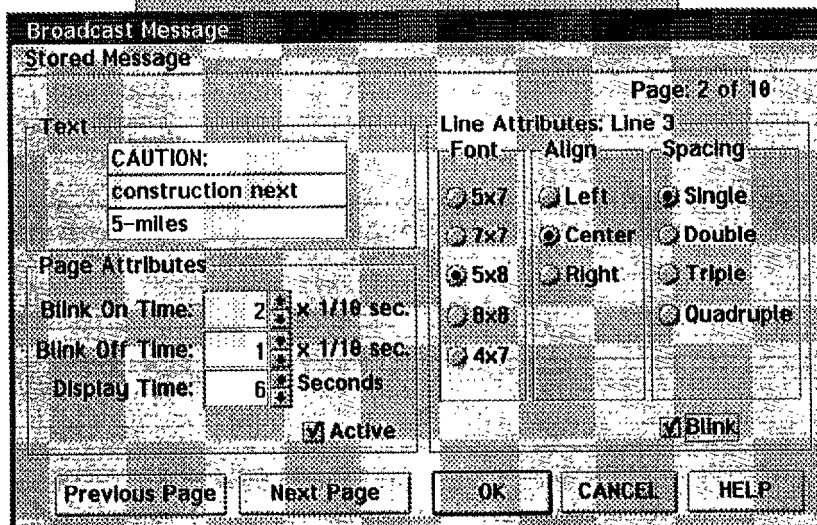 Broadcast Message
Stored Message
Page: 2 of 10
Text
CAUTION:
construction next
5-miles
Page Attributes
Blink On Time: 2 x 1/10 sec.
Blink Off Time: 1 x 1/10 sec.
Display Time: 6 Seconds
Active
Line Attributes: Line 3
Font
5x7
7x7
5x8
8x8
4x7
Align
Left
Center
Right
Spacing
Single
Double
Triple
Quadruple
Blink
Previous Page
Next Page
OK
CANCEL
HELP